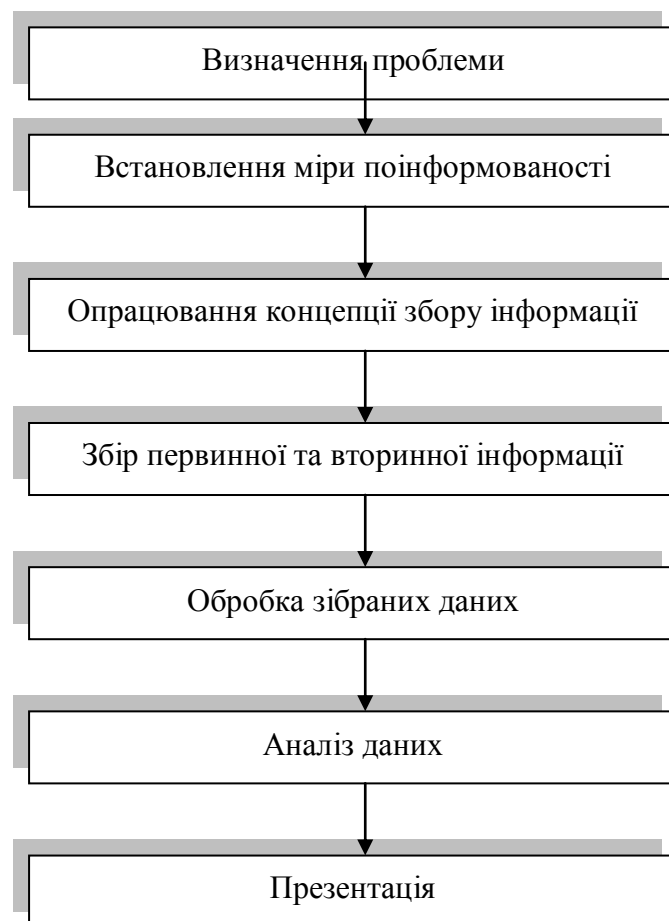 Визначення проблеми
Встановлення міри поінформованості
Опрацювання концепції збору інформації
Збір первинної та вторинної інформації
Обробка зібраних даних
Аналіз даних
Презентація